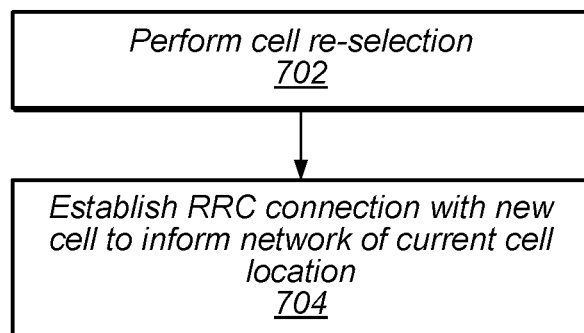 Perform cell re-selection
702
Establish RRC connection with new
cell to inform network of current cell
location
704